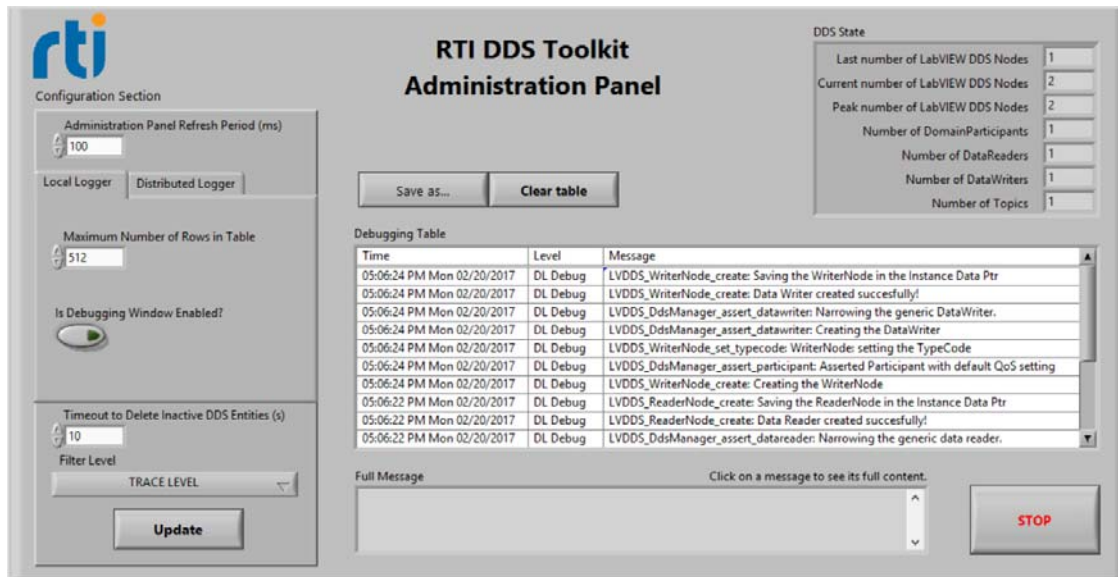 rti
RTI DDS Toolkit
Administration Panel
Configuration Section
Administration Panel Refresh Period (ms)
100
Local Logger
Distributed Logger
Maximum Number of Rows in Table
512
Is Debugging Window Enabled?
Timeout to Delete Inactive DDS Entities (s)
10
Filter Level
TRACE LEVEL
Update
DDS State
Last number of LabVIEW DDS Nodes 1
Current number of LabVIEW DDS Nodes 2
Peak number of LabVIEW DDS Nodes 2
Number of DomainParticipants 1
Number of DataReaders 1
Number of DataWriters 1
Number of Topics 1
Save as... Clear table
Debugging Table
Time Level Message
05:06:24 PM Mon 02/20/2017 DL Debug LVDDS_WriterNode_create: Saving the WriterNode in the Instance Data Ptr
05:06:24 PM Mon 02/20/2017 DL Debug LVDDS_WriterNode_create: Data Writer created succesfully!
05:06:24 PM Mon 02/20/2017 DL Debug LVDDS_DdsManager_assert_datawriter: Narrowing the generic DataWriter.
05:06:24 PM Mon 02/20/2017 DL Debug LVDDS_DdsManager_assert_datawriter: Creating the DataWriter
05:06:24 PM Mon 02/20/2017 DL Debug LVDDS_WriterNode_set_typecode: WriterNode: setting the TypeCode
05:06:24 PM Mon 02/20/2017 DL Debug LVDDS_DdsManager_assert_participant: Asserted Participant with default QoS setting
05:06:24 PM Mon 02/20/2017 DL Debug LVDDS_WriterNode_create: Creating the WriterNode
05:06:22 PM Mon 02/20/2017 DL Debug LVDDS_ReaderNode_create: Saving the ReaderNode in the Instance Data Ptr
05:06:22 PM Mon 02/20/2017 DL Debug LVDDS_ReaderNode_create: Data Reader created succesfully!
05:06:22 PM Mon 02/20/2017 DL Debug LVDDS_DdsManager_assert_datareader: Narrowing the generic data reader.
Full Message Click on a message to see its full content.
STOP